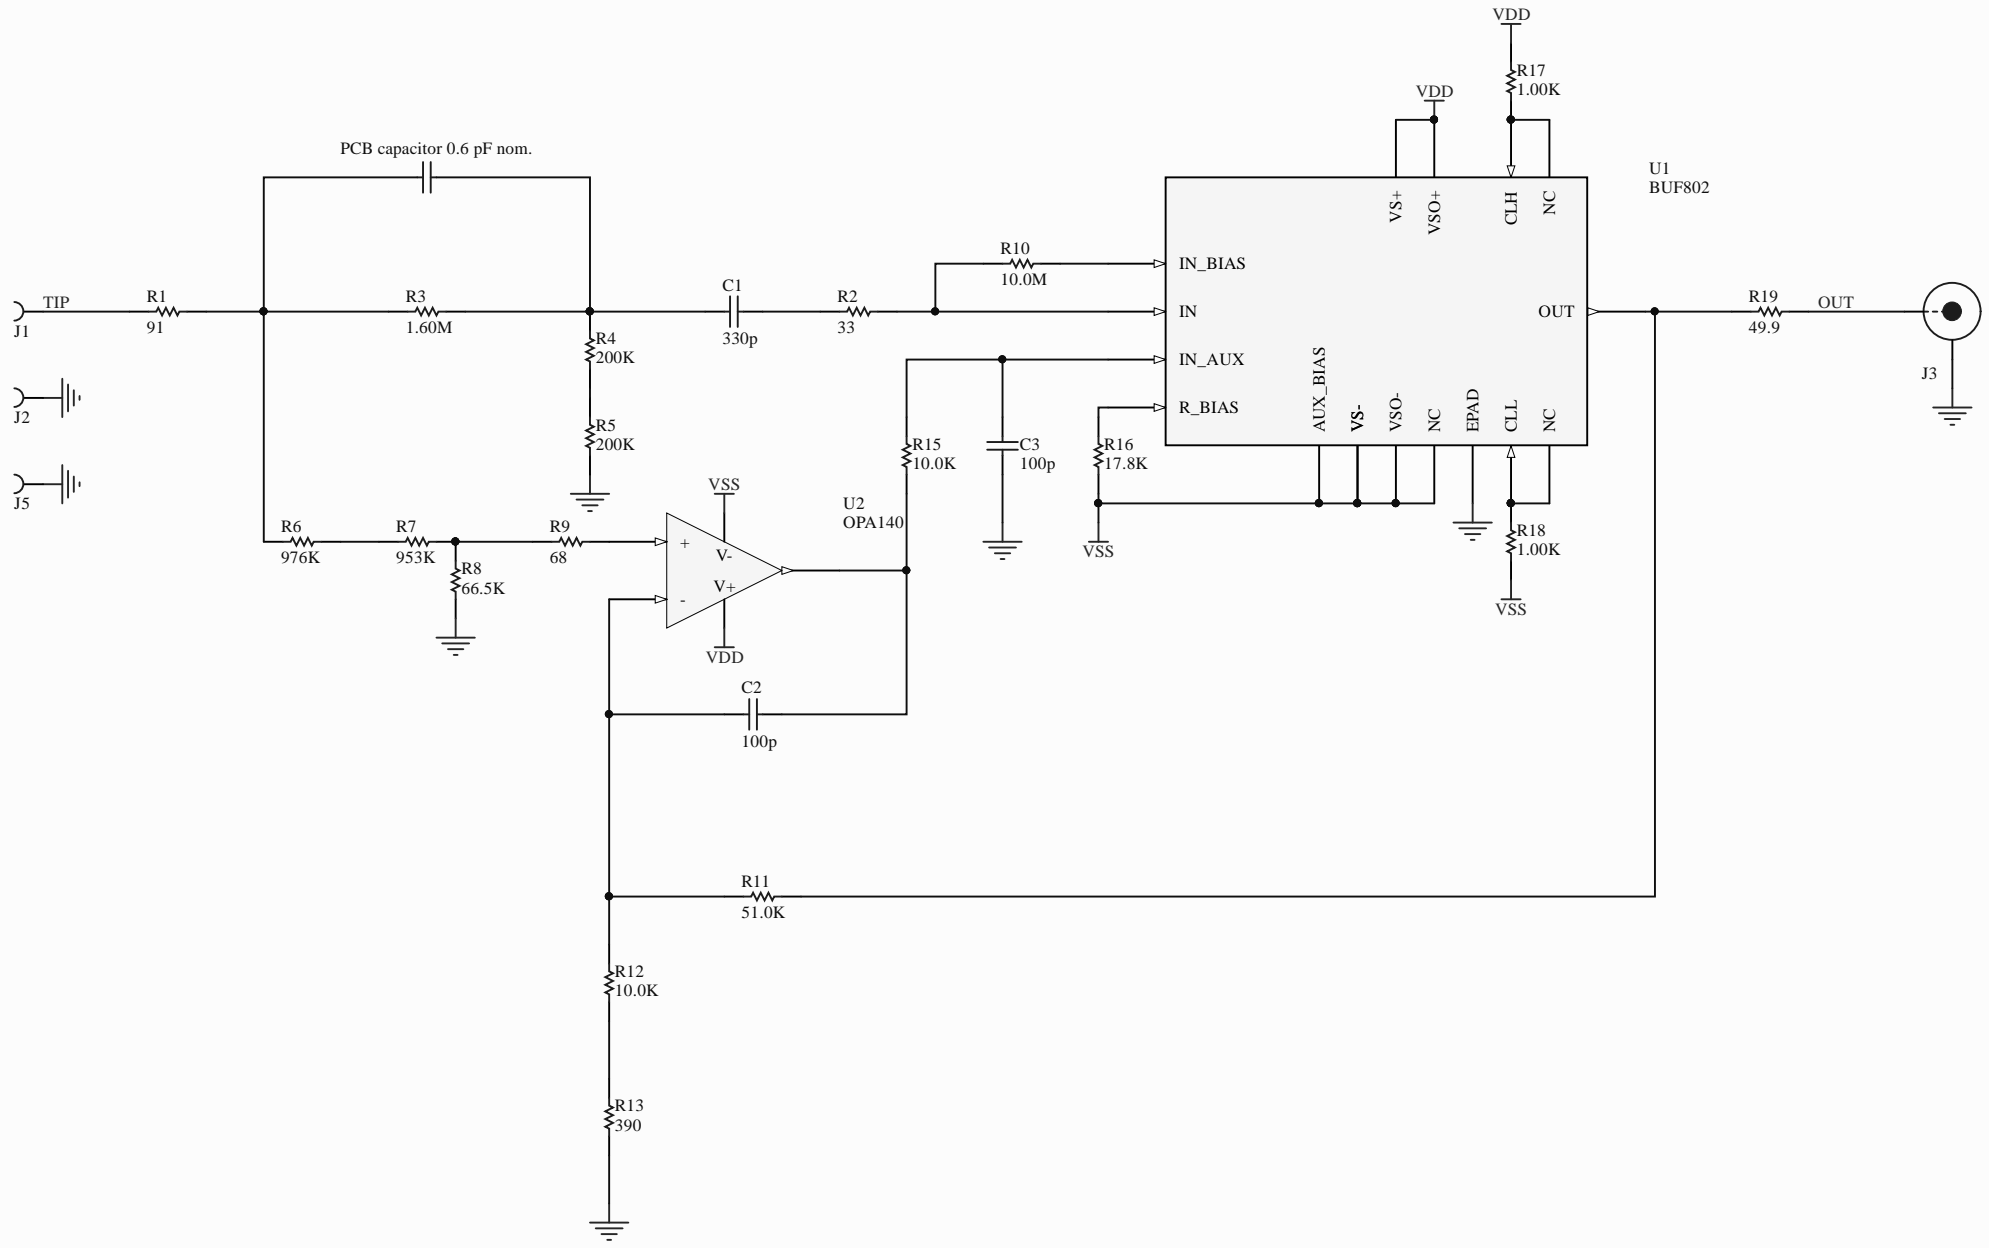 VDD
R17
1.00K
VDD
PCB capacitor 0.6 pF nom.
U1
BUF802
VS+
VSO+
CLH
NC
R10
10.0M
IN_BIAS
J1
TIP
R1
91
R3
1.60M
C1
330p
R2
33
IN
OUT
R19
49.9
OUT
J3
R4
200K
IN_AUX
R_BIAS
AUX_BIAS
VS-
VSO-
NC
EPAD
CLL
NC
J2
R5
200K
R15
10.0K
C3
100p
R16
17.8K
J5
VSS
U2
OPA140
VSS
R18
1.00K
VSS
R6
976K
R7
953K
R9
68
R8
66.5K
+
V-
V+
-
VDD
C2
100p
R11
51.0K
R12
10.0K
R13
390